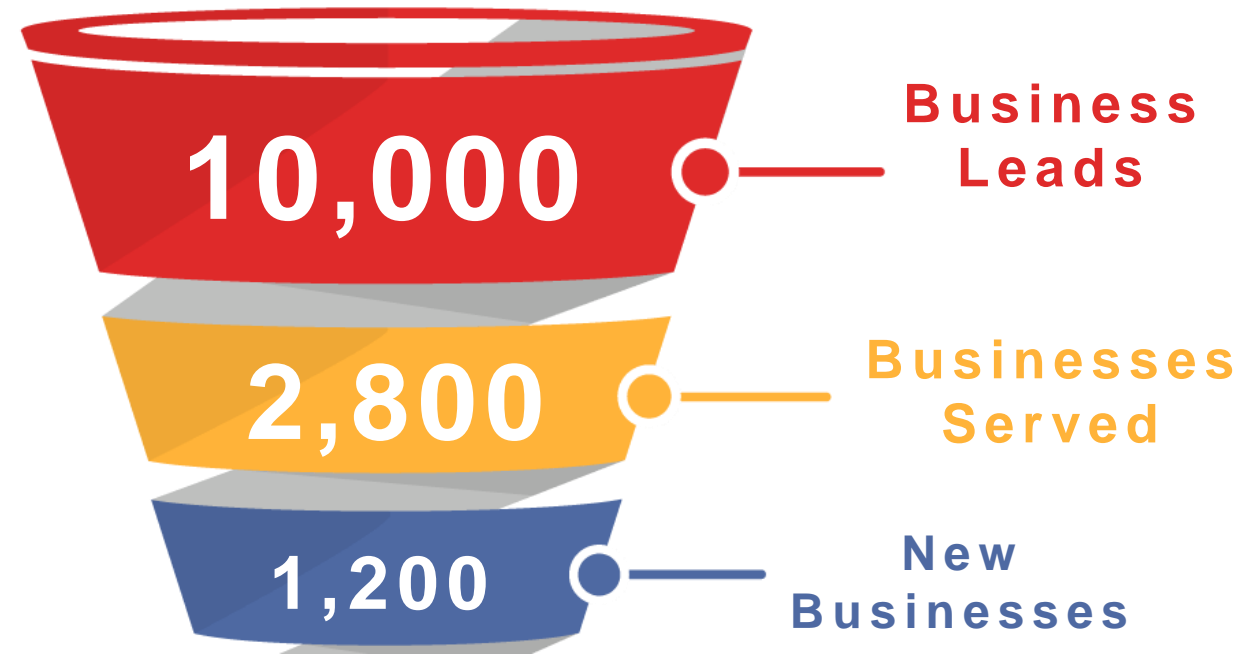 10,000
Business
Leads
2,800
Businesses
Served
1,200
New
Businesses